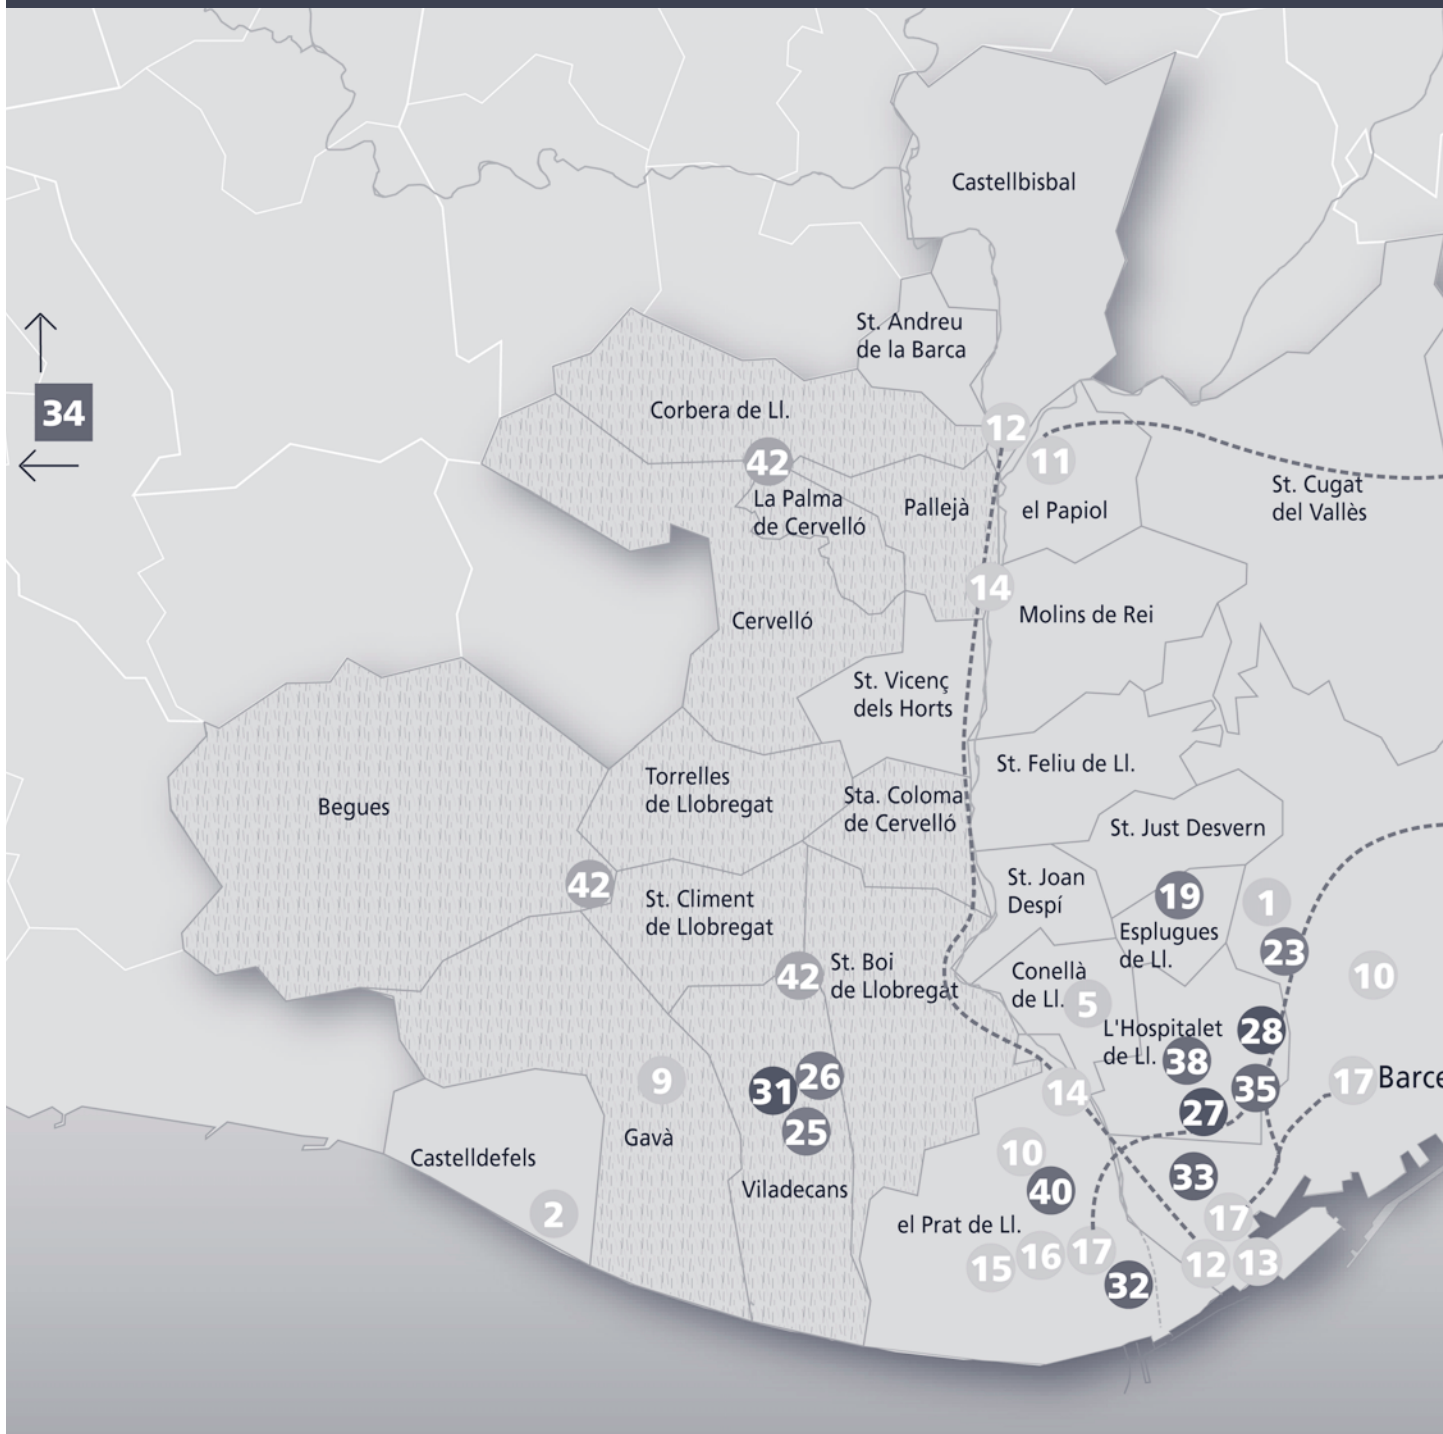 Castellbisbal
St. Andreu
de la Barca
34
Corbera de Ll.
12
42
11
La Palma
de Cervelló
Pallejà
el Papiol
St. Cugat
del Vallès
14
Molins de Rei
Cervelló
St. Vicenç
dels Horts
St. Feliu de Ll.
Torrelles
de Llobregat
Sta. Coloma
de Cervelló
Begues
St. Just Desvern
42
St. Climent
de Llobregat
St. Joan
Despí
19
1
Esplugues
de Ll.
23
42
St. Boi
de Llobregat
Conellà
de Ll.
5
10
L'Hospitalet
de Ll.
28
38
9
31
26
14
35
17
Barce
27
25
Gavà
Castelldefels
10
33
40
Viladecans
2
el Prat de Ll.
17
15
16
17
12
13
32